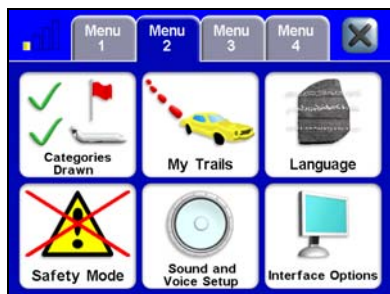 Menu 1
Menu 2
Menu 3
Menu 4
Categories Drawn
My Trails
Language
Safety Mode
Sound and Voice Setup
Interface Options